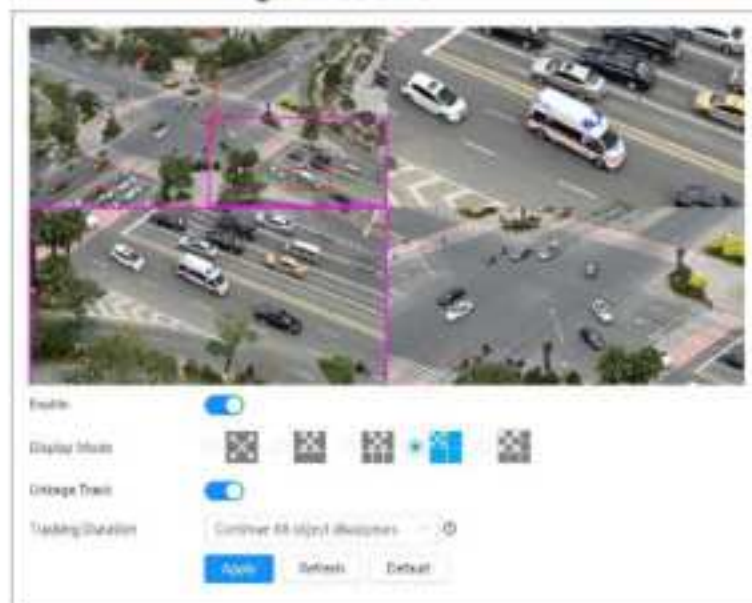 Enable
Display Mode
Linkage Track
Tracking Duration
Continue till object disappears
Apply
Refresh
Default